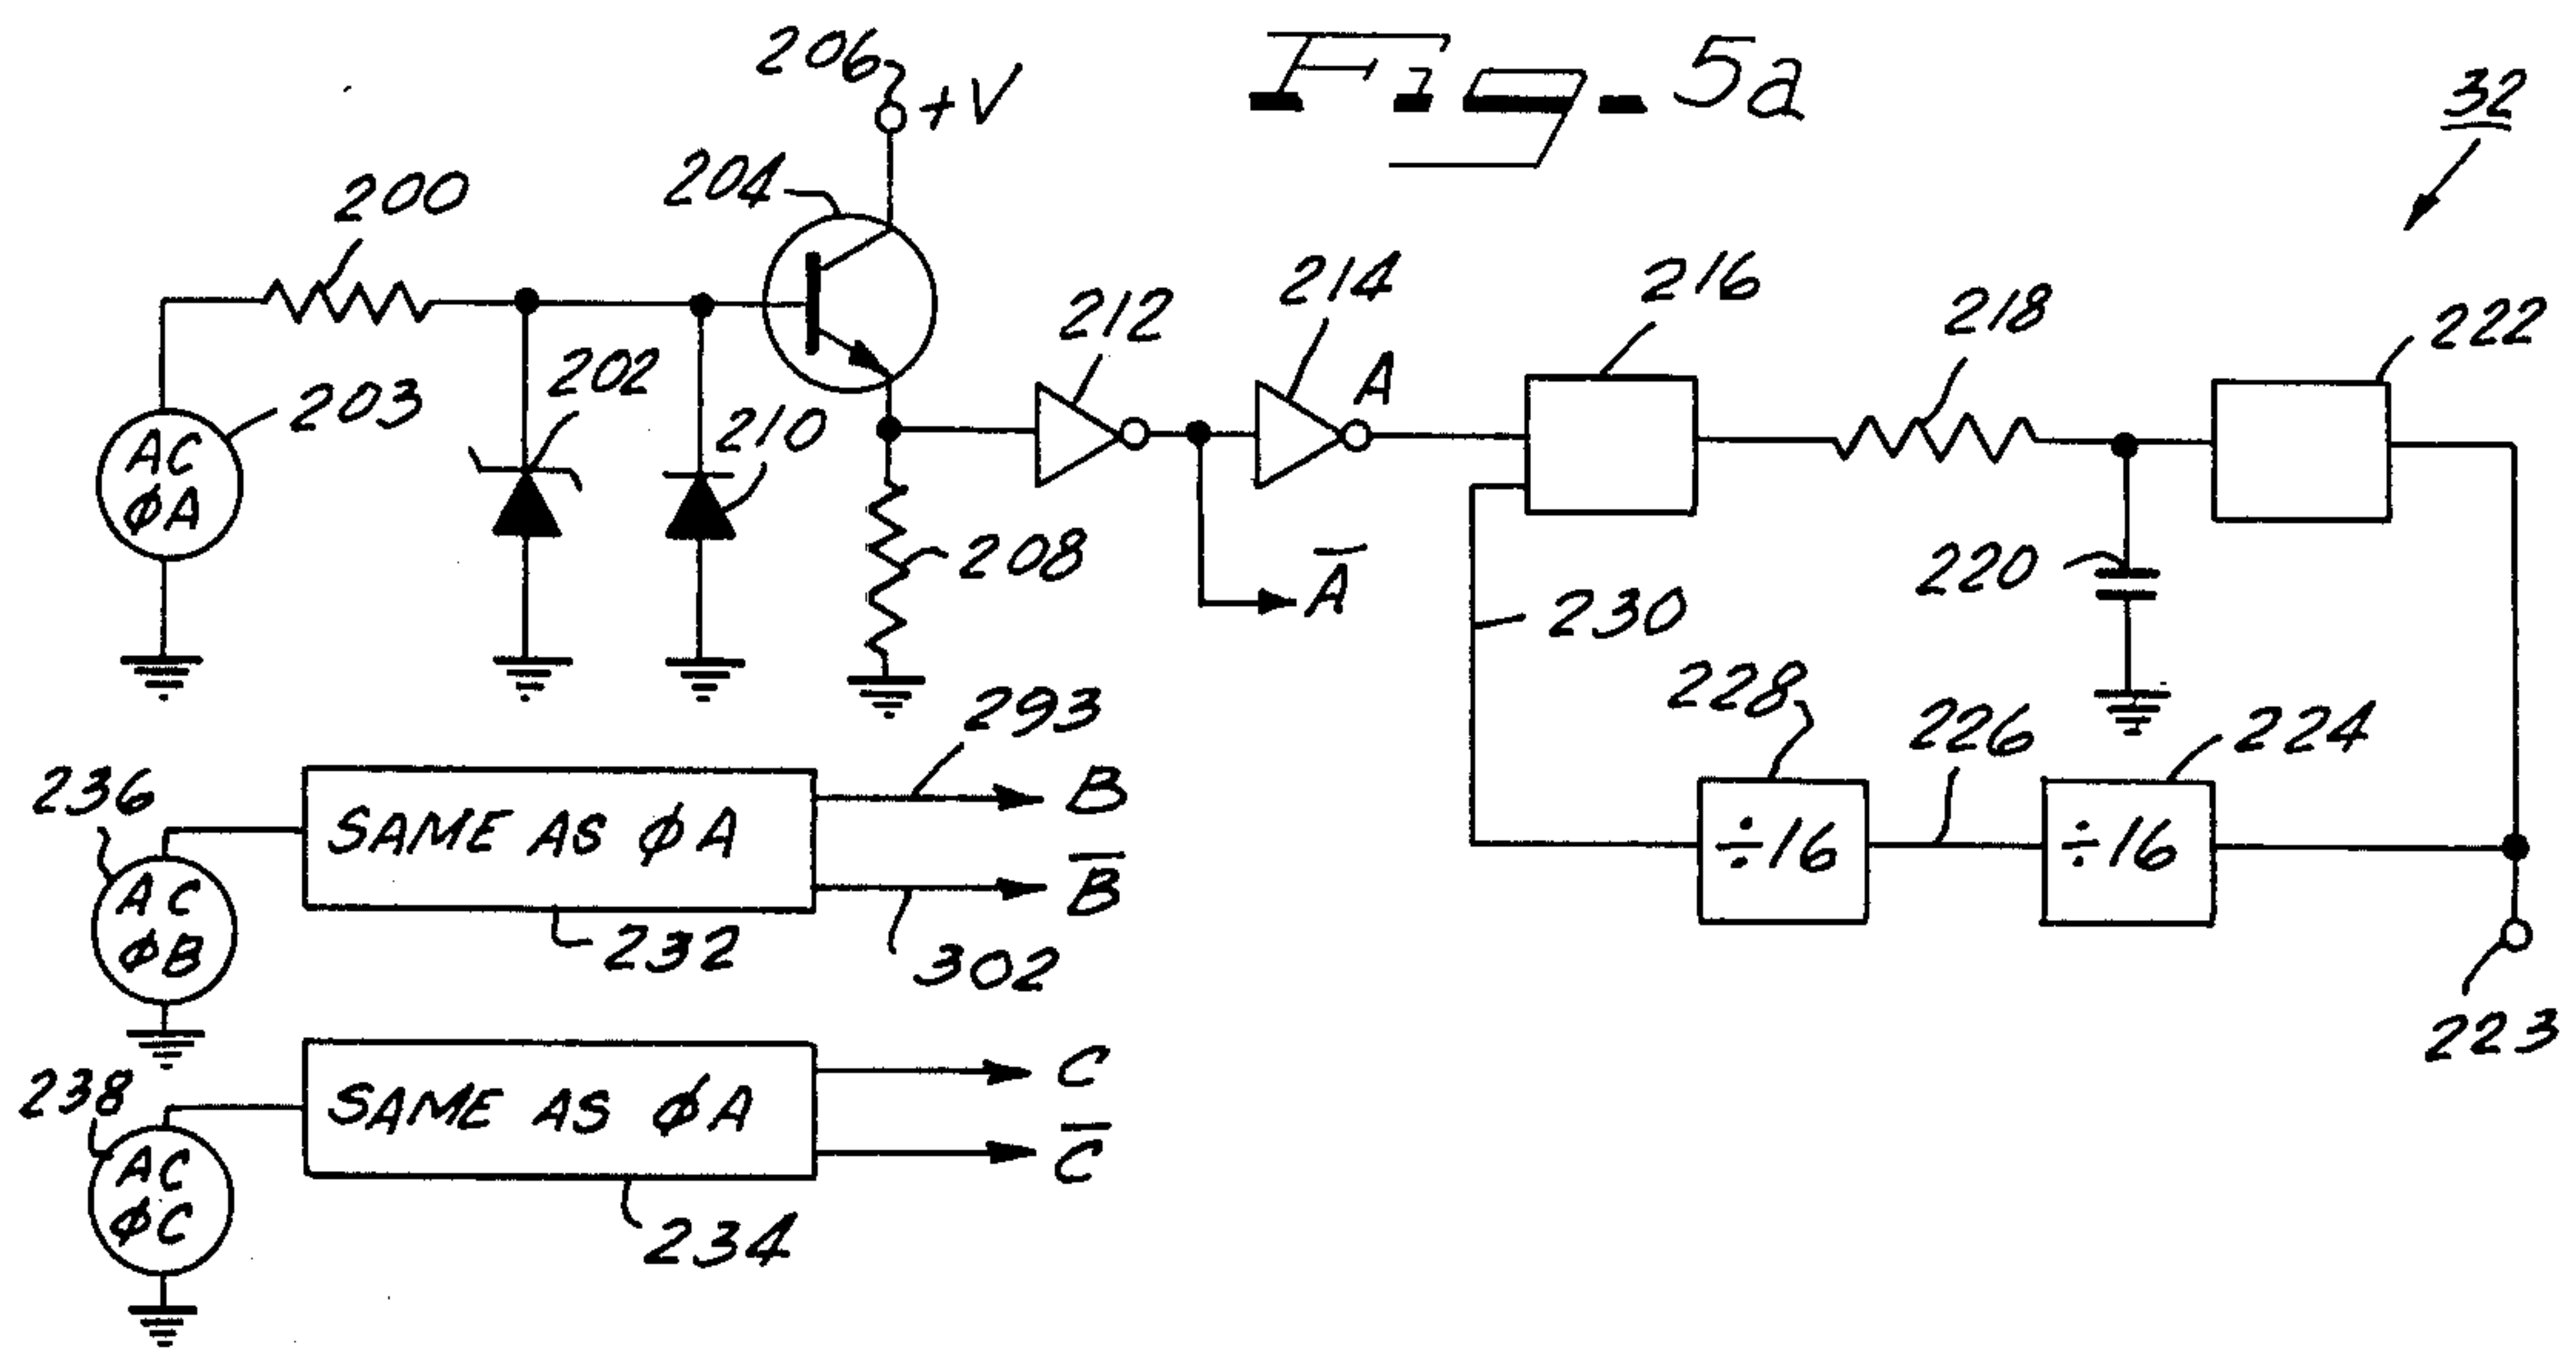 Fig-5a
32
206
+V
204
200
203
AC
ΦA
202
210
208
212
214
A
A̅
216
218
222
220
230
228
÷16
226
224
÷16
223
236
AC
ΦB
SAME AS ΦA
232
293
B
302
B̅
238
AC
ΦC
SAME AS ΦA
234
C
C̅